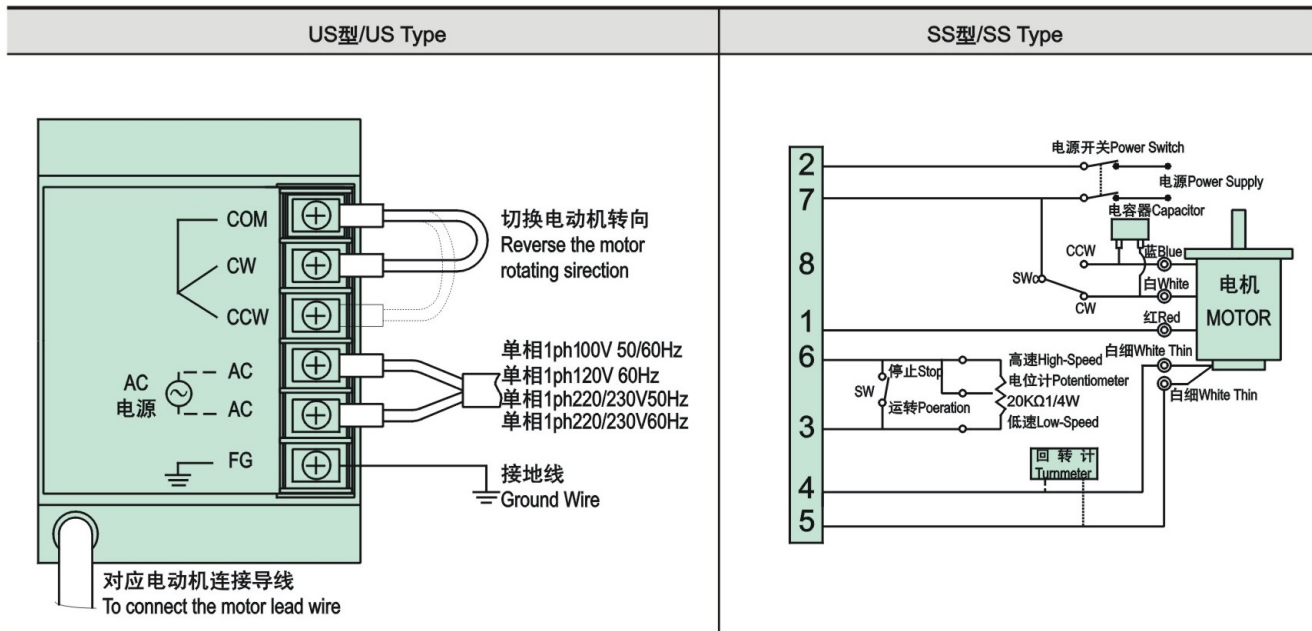 US型/US Type
COM
CW
CCW
AC
AC
FG
AC
电源
切换电动机转向
Reverse the motor
rotating sirection
单相1ph100V 50/60Hz
单相1ph120V 60Hz
单相1ph220/230V50Hz
单相1ph220/230V60Hz
接地线
Ground Wire
对应电动机连接导线
To connect the motor lead wire
SS型/SS Type
2
7
8
1
6
3
4
5
电源开关Power Switch
电源Power Supply
电容器Capacitor
CCW
蓝Blue
SW
白White
CW
红Red
电机
MOTOR
白细White Thin
白细White Thin
停止Stop
SW
运转Poeration
高速High-Speed
电位计Potentiometer
20KΩ1/4W
低速Low-Speed
回转计
Turnmeter